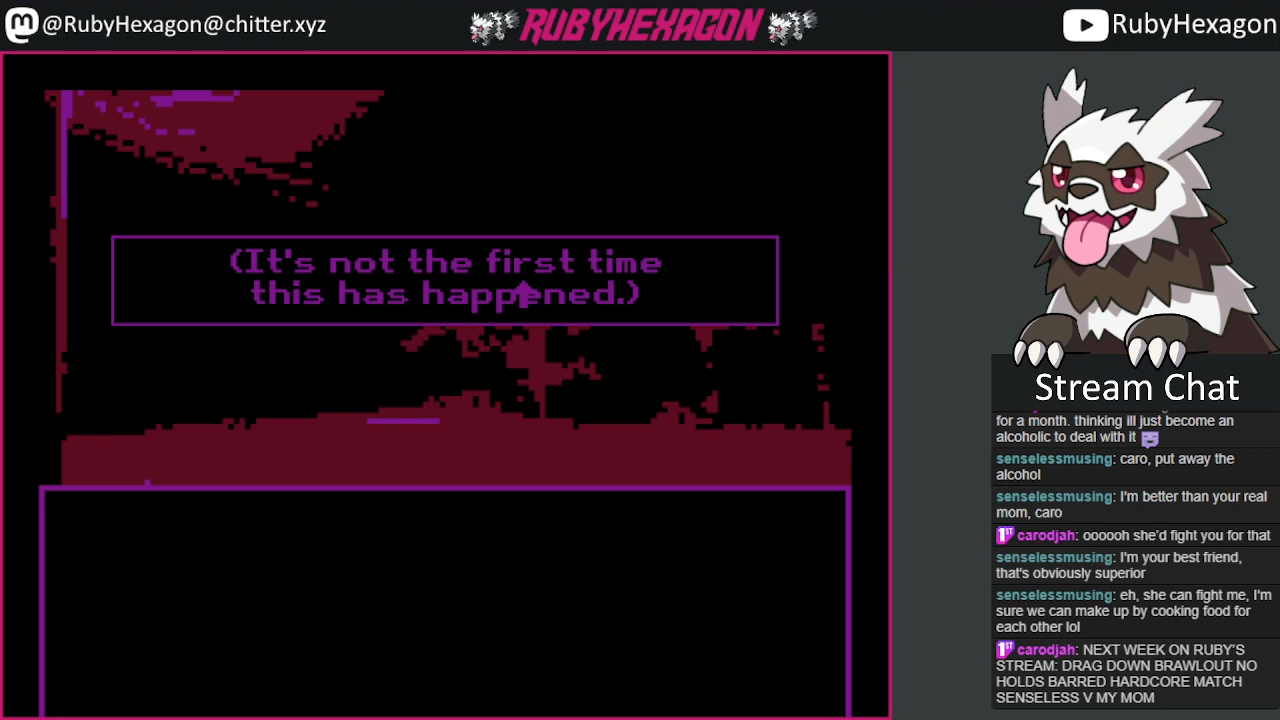 @RubyHexagon@chitter.xyz
RUBYHEXAGON
RubyHexagon
(It's not the first time
this has happened.)
Stream Chat
for a month. thinking ill just become an
alcoholic to deal with it
senselessmusing: caro, put away the
alcohol
senselessmusing: I'm better than your real
mom, caro
1ST carodjah: oooooh she'd fight you for that
senselessmusing: I'm your best friend,
that's obviously superior
senselessmusing: eh, she can fight me, I'm
sure we can make up by cooking food for
each other lol
1ST carodjah: NEXT WEEK ON RUBY'S
STREAM: DRAG DOWN BRAWLOUT NO
HOLDS BARRED HARDCORE MATCH
SENSELESS V MY MOM